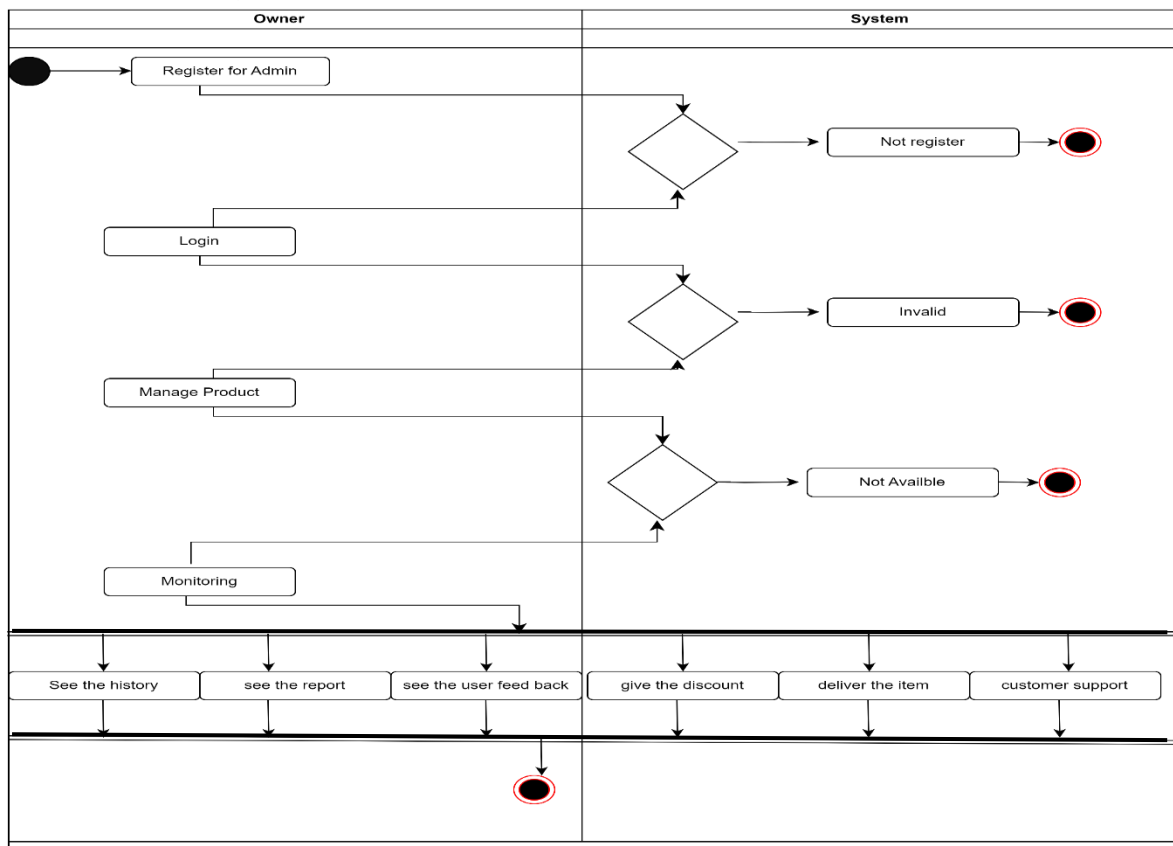 Owner
System
Register for Admin
Not register
Login
Invalid
Manage Product
Not Availble
Monitoring
See the history
see the report
see the user feed back
give the discount
deliver the item
customer support